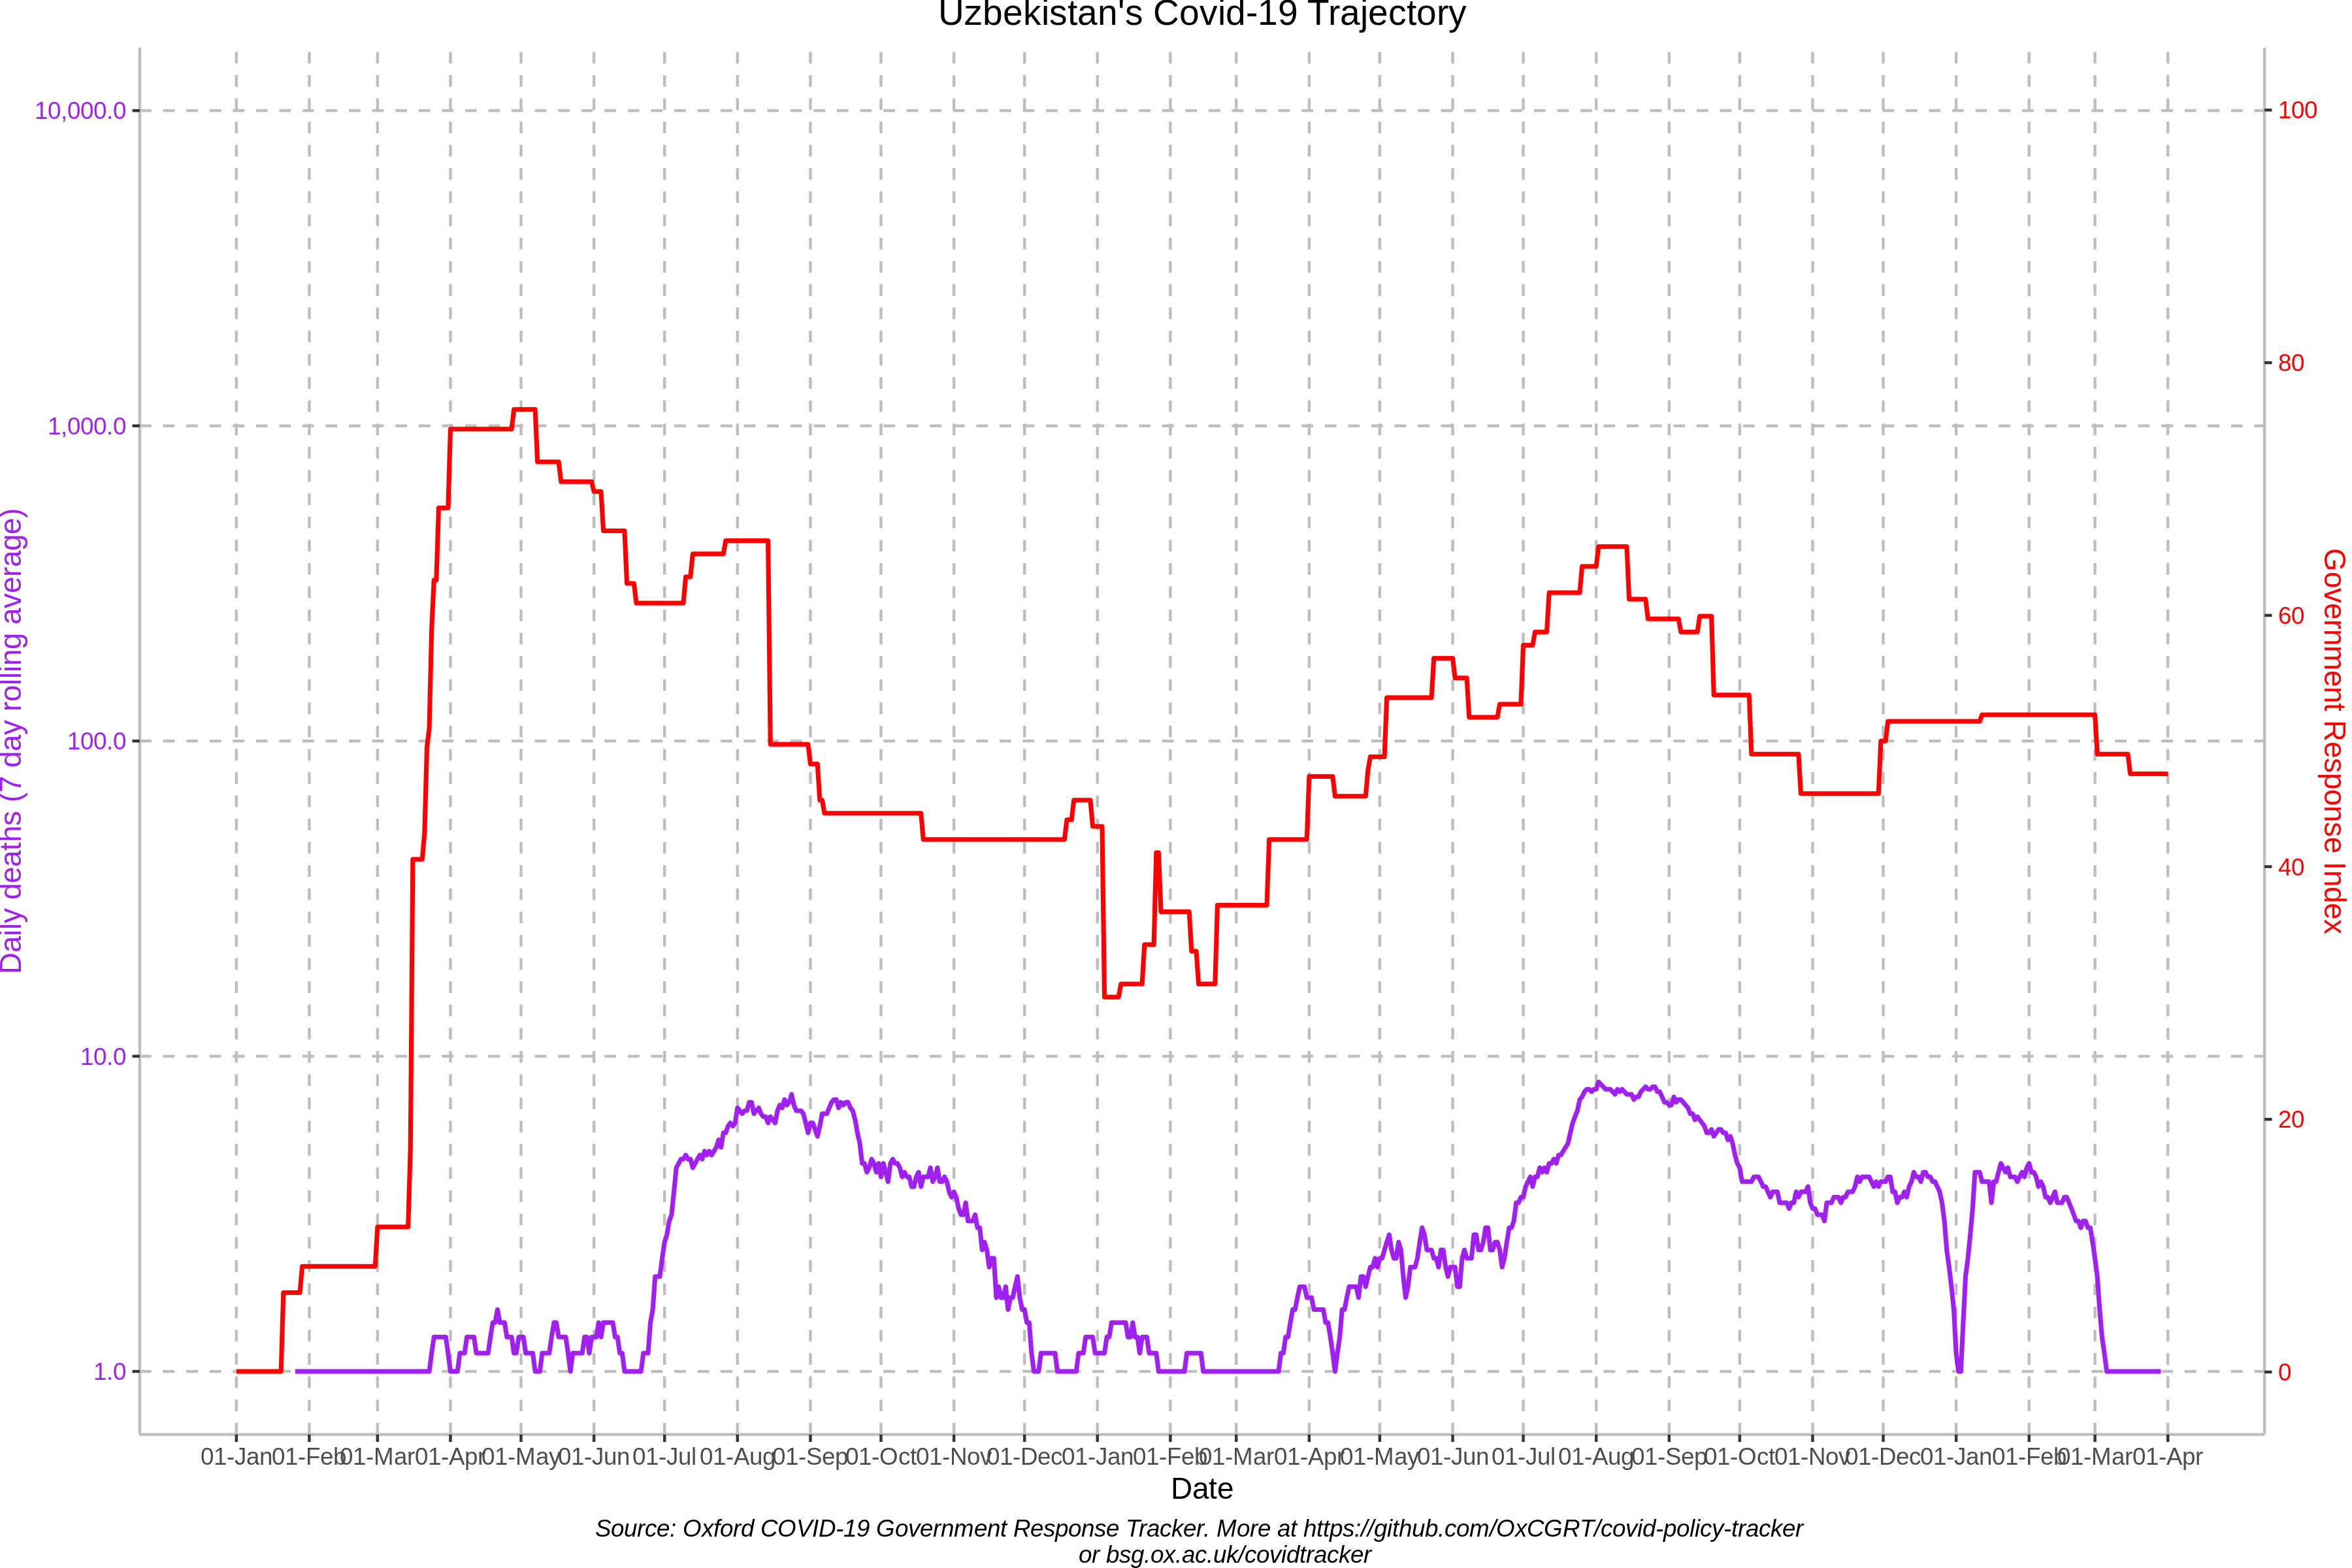 Uzbekistan's Covid-19 Trajectory
10,000.0
1,000.0
100.0
10.0
1.0
Daily deaths (7 day rolling average)
100
80
60
40
20
0
Government Response Index
01-Jan 01-Feb 01-Mar 01-Apr 01-May 01-Jun 01-Jul 01-Aug 01-Sep 01-Oct 01-Nov 01-Dec 01-Jan 01-Feb 01-Mar 01-Apr 01-May 01-Jun 01-Jul 01-Aug 01-Sep 01-Oct 01-Nov 01-Dec 01-Jan 01-Feb 01-Mar 01-Apr
Date
Source: Oxford COVID-19 Government Response Tracker. More at https://github.com/OxCGRT/covid-policy-tracker
or bsg.ox.ac.uk/covidtracker